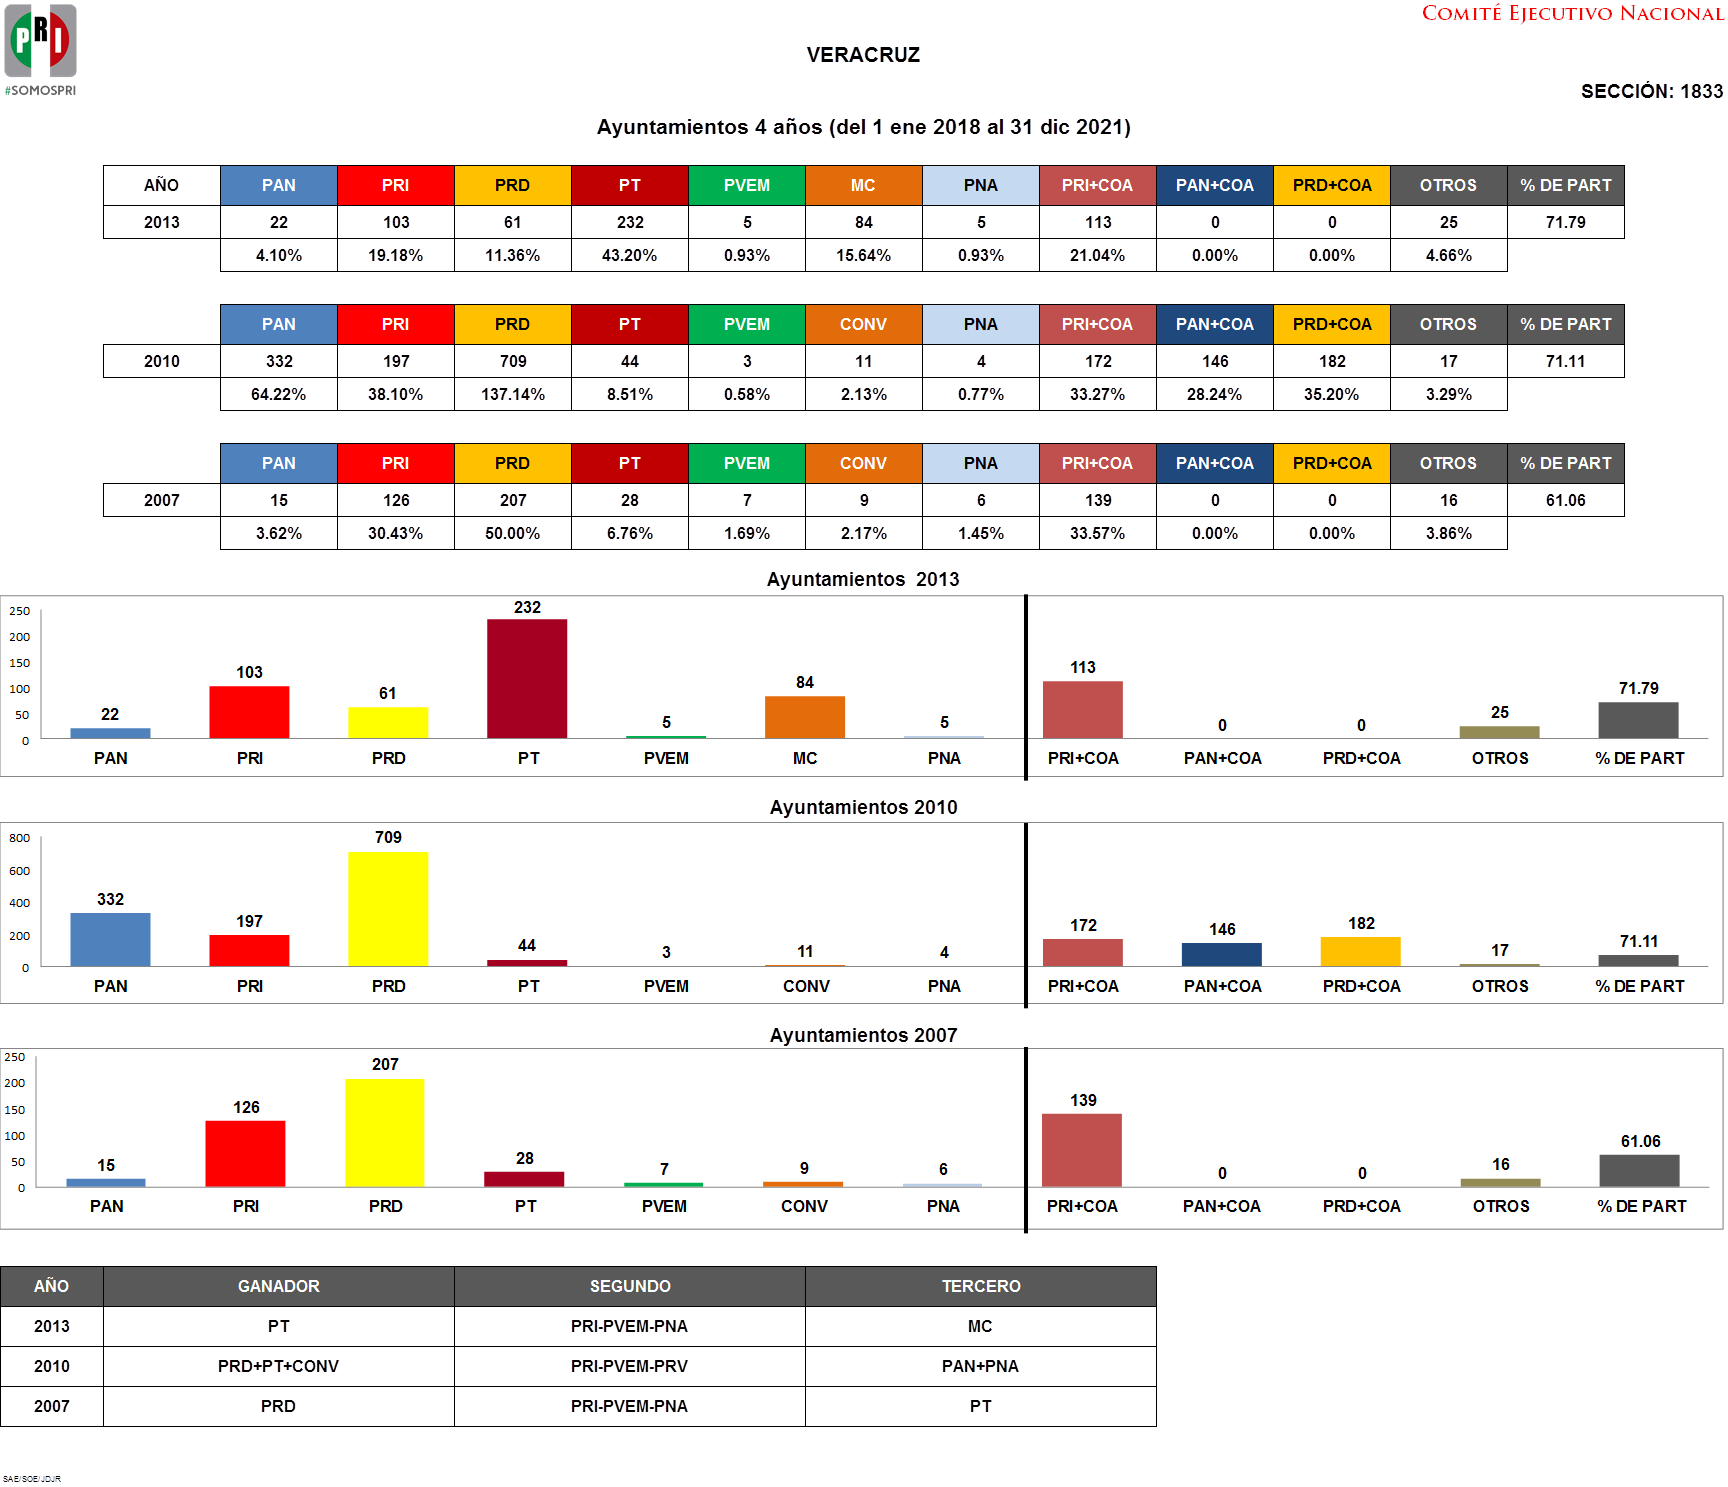 PRI
#SOMOSPRI
COMITÉ EJECUTIVO NACIONAL
VERACRUZ
SECCIÓN: 1833
Ayuntamientos 4 años (del 1 ene 2018 al 31 dic 2021)
AÑO PAN PRI PRD PT PVEM MC PNA PRI+COA PAN+COA PRD+COA OTROS % DE PART
2013 22 103 61 232 5 84 5 113 0 0 25 71.79
4.10% 19.18% 11.36% 43.20% 0.93% 15.64% 0.93% 21.04% 0.00% 0.00% 4.66%
PAN PRI PRD PT PVEM CONV PNA PRI+COA PAN+COA PRD+COA OTROS % DE PART
2010 332 197 709 44 3 11 4 172 146 182 17 71.11
64.22% 38.10% 137.14% 8.51% 0.58% 2.13% 0.77% 33.27% 28.24% 35.20% 3.29%
PAN PRI PRD PT PVEM CONV PNA PRI+COA PAN+COA PRD+COA OTROS % DE PART
2007 15 126 207 28 7 9 6 139 0 0 16 61.06
3.62% 30.43% 50.00% 6.76% 1.69% 2.17% 1.45% 33.57% 0.00% 0.00% 3.86%
Ayuntamientos 2013
250
200
150
100
50
0
22 103 61 232 5 84 5 113 0 0 25 71.79
PAN PRI PRD PT PVEM MC PNA PRI+COA PAN+COA PRD+COA OTROS % DE PART
Ayuntamientos 2010
800
600
400
200
0
332 197 709 44 3 11 4 172 146 182 17 71.11
PAN PRI PRD PT PVEM CONV PNA PRI+COA PAN+COA PRD+COA OTROS % DE PART
Ayuntamientos 2007
250
200
150
100
50
0
15 126 207 28 7 9 6 139 0 0 16 61.06
PAN PRI PRD PT PVEM CONV PNA PRI+COA PAN+COA PRD+COA OTROS % DE PART
AÑO GANADOR SEGUNDO TERCERO
2013 PT PRI-PVEM-PNA MC
2010 PRD+PT+CONV PRI-PVEM-PRV PAN+PNA
2007 PRD PRI-PVEM-PNA PT
SAE/SOE/JDJR